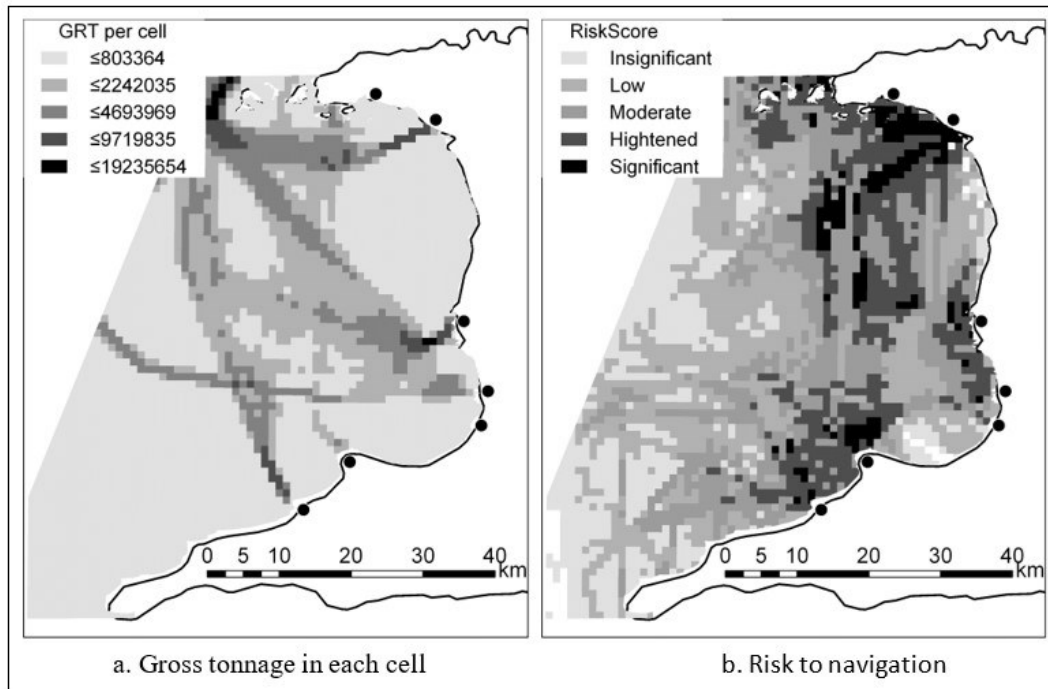 GRT per cell
≤803364
≤2242035
≤4693969
≤9719835
≤19235654
0 5 10 20 30 40
km
a. Gross tonnage in each cell
RiskScore
Insignificant
Low
Moderate
Hightened
Significant
0 5 10 20 30 40
km
b. Risk to navigation